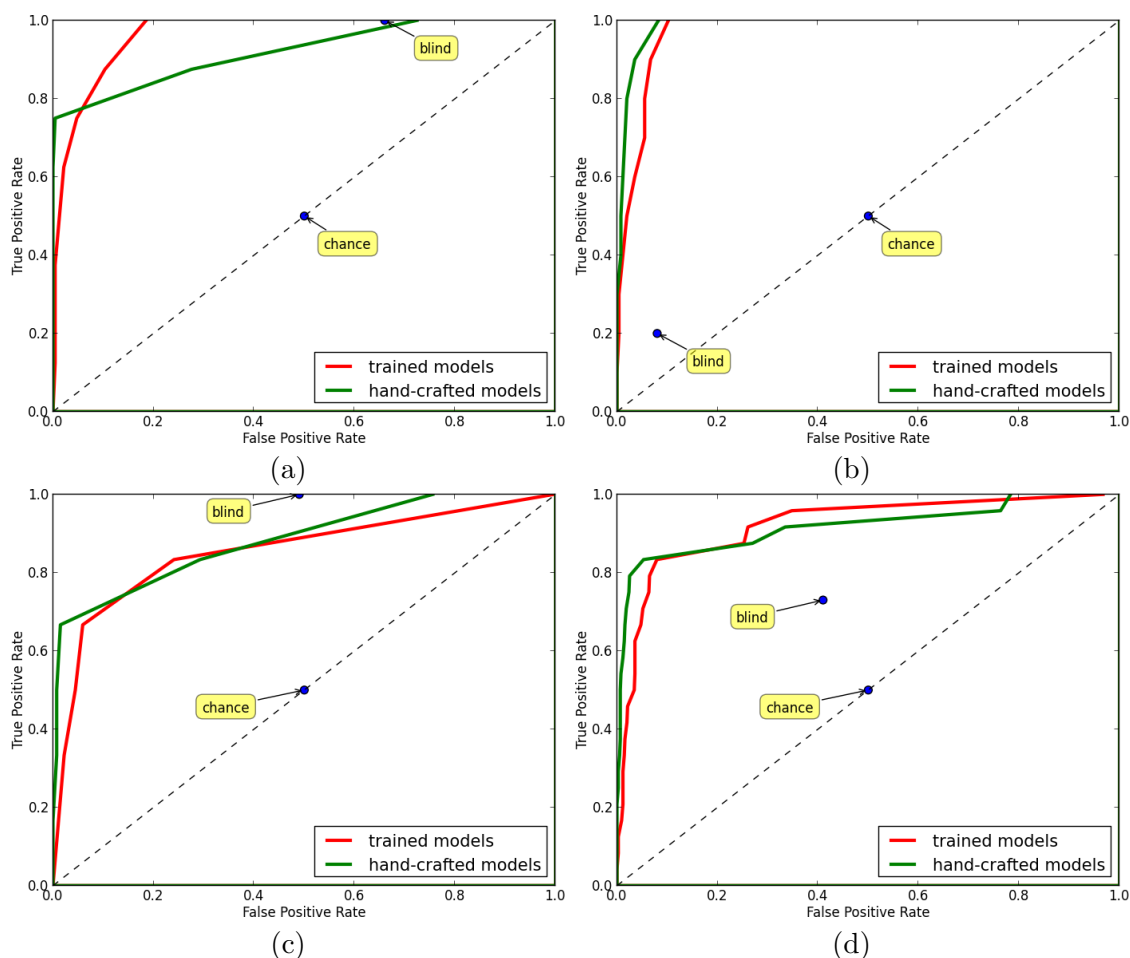 1.0
0.8
0.6
0.4
0.2
0.0
True Positive Rate
blind
chance
trained models
hand-crafted models
0.0 0.2 0.4 0.6 0.8 1.0
False Positive Rate
(a)
1.0
0.8
0.6
0.4
0.2
0.0
True Positive Rate
chance
blind
trained models
hand-crafted models
0.0 0.2 0.4 0.6 0.8 1.0
False Positive Rate
(b)
1.0
0.8
0.6
0.4
0.2
0.0
True Positive Rate
blind
chance
trained models
hand-crafted models
0.0 0.2 0.4 0.6 0.8 1.0
False Positive Rate
(c)
1.0
0.8
0.6
0.4
0.2
0.0
True Positive Rate
blind
chance
trained models
hand-crafted models
0.0 0.2 0.4 0.6 0.8 1.0
False Positive Rate
(d)